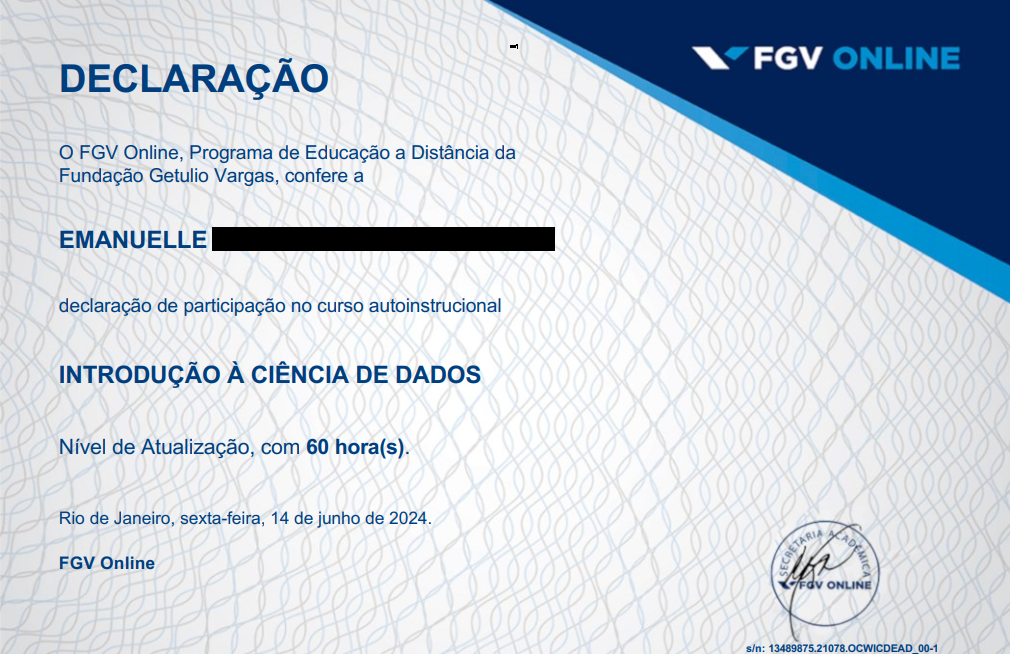 FGV ONLINE
DECLARAÇÃO
O FGV Online, Programa de Educação a Distância da
Fundação Getulio Vargas, confere a
EMANUELLE
declaração de participação no curso autoinstrucional
INTRODUÇÃO À CIÊNCIA DE DADOS
Nível de Atualização, com 60 hora(s).
Rio de Janeiro, sexta-feira, 14 de junho de 2024.
FGV Online
SECRETARIA ACADÊMICA
FGV ONLINE
s/n: 13489875.21078.OCWICDEAD_00-1